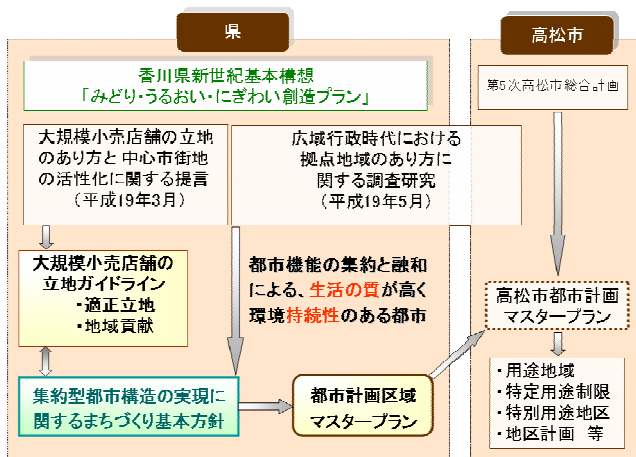 県
香川県新世紀基本構想
「みどり・うるおい・にぎわい創造プラン」
大規模小売店舗の立地
のあり方と中心市街地
の活性化に関する提言
（平成19年3月）
広域行政時代における
拠点地域のあり方に
関する調査研究
（平成19年5月）
大規模小売店舗の
立地ガイドライン
・適正立地
・地域貢献
都市機能の集約と融和
による、生活の質が高く
環境持続性のある都市
集約型都市構造の実現に
関するまちづくり基本方針
都市計画区域
マスタープラン
高松市
第5次高松市総合計画
高松市都市計画
マスタープラン
・用途地域
・特定用途制限
・特別用途地区
・地区計画 等